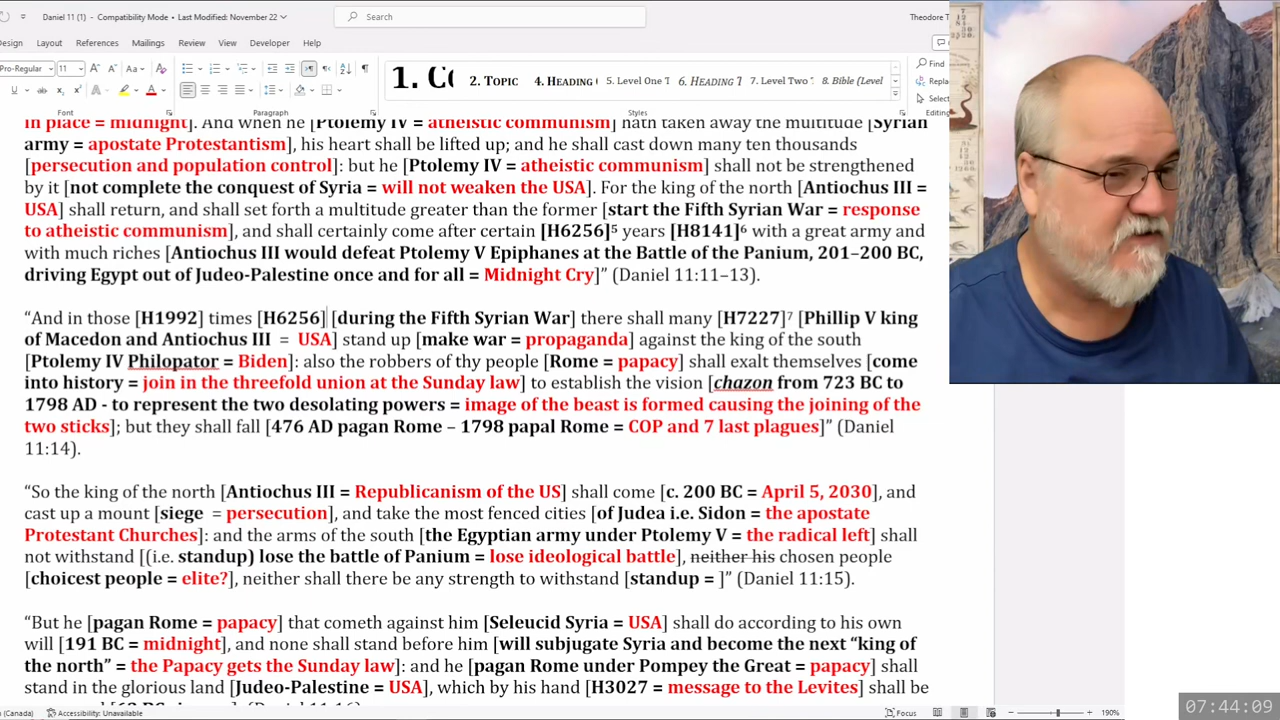 Daniel 11 (1) - Compatibility Mode • Last Modified: November 22
Search
Theodore T
Design Layout References Mailings Review View Developer Help
Pro-Regular 11 Aa
Find
Repla
Select
1. Co 2. Topic 4. Heading 5. Level One T 6. Heading T 7. Level Two 8. Bible (Level
Font Paragraph Styles
in place = midnight]. And when he [Ptolemy IV = atheistic communism] hath taken away the multitude [Syrian
army = apostate Protestantism], his heart shall be lifted up; and he shall cast down many ten thousands
[persecution and population control]: but he [Ptolemy IV = atheistic communism] shall not be strengthened
by it [not complete the conquest of Syria = will not weaken the USA]. For the king of the north [Antiochus III =
USA] shall return, and shall set forth a multitude greater than the former [start the Fifth Syrian War = response
to atheistic communism], and shall certainly come after certain [H6256]⁵ years [H8141]⁶ with a great army and
with much riches [Antiochus III would defeat Ptolemy V Epiphanes at the Battle of the Panium, 201–200 BC,
driving Egypt out of Judeo-Palestine once and for all = Midnight Cry]” (Daniel 11:11–13).
“And in those [H1992] times [H6256] [during the Fifth Syrian War] there shall many [H7227]⁷ [Phillip V king
of Macedon and Antiochus III = USA] stand up [make war = propaganda] against the king of the south
[Ptolemy IV Philopator = Biden]: also the robbers of thy people [Rome = papacy] shall exalt themselves [come
into history = join in the threefold union at the Sunday law] to establish the vision [chazon from 723 BC to
1798 AD - to represent the two desolating powers = image of the beast is formed causing the joining of the
two sticks]; but they shall fall [476 AD pagan Rome – 1798 papal Rome = COP and 7 last plagues]” (Daniel
11:14).
“So the king of the north [Antiochus III = Republicanism of the US] shall come [c. 200 BC = April 5, 2030], and
cast up a mount [siege = persecution], and take the most fenced cities [of Judea i.e. Sidon = the apostate
Protestant Churches]: and the arms of the south [the Egyptian army under Ptolemy V = the radical left] shall
not withstand [(i.e. standup) lose the battle of Panium = lose ideological battle], neither his chosen people
[choicest people = elite?], neither shall there be any strength to withstand [standup = ]” (Daniel 11:15).
“But he [pagan Rome = papacy] that cometh against him [Seleucid Syria = USA] shall do according to his own
will [191 BC = midnight], and none shall stand before him [will subjugate Syria and become the next “king of
the north” = the Papacy gets the Sunday law]: and he [pagan Rome under Pompey the Great = papacy] shall
stand in the glorious land [Judeo-Palestine = USA], which by his hand [H3027 = message to the Levites] shall be
(Canada) Accessibility: Unavailable Focus 190%
07:44:09